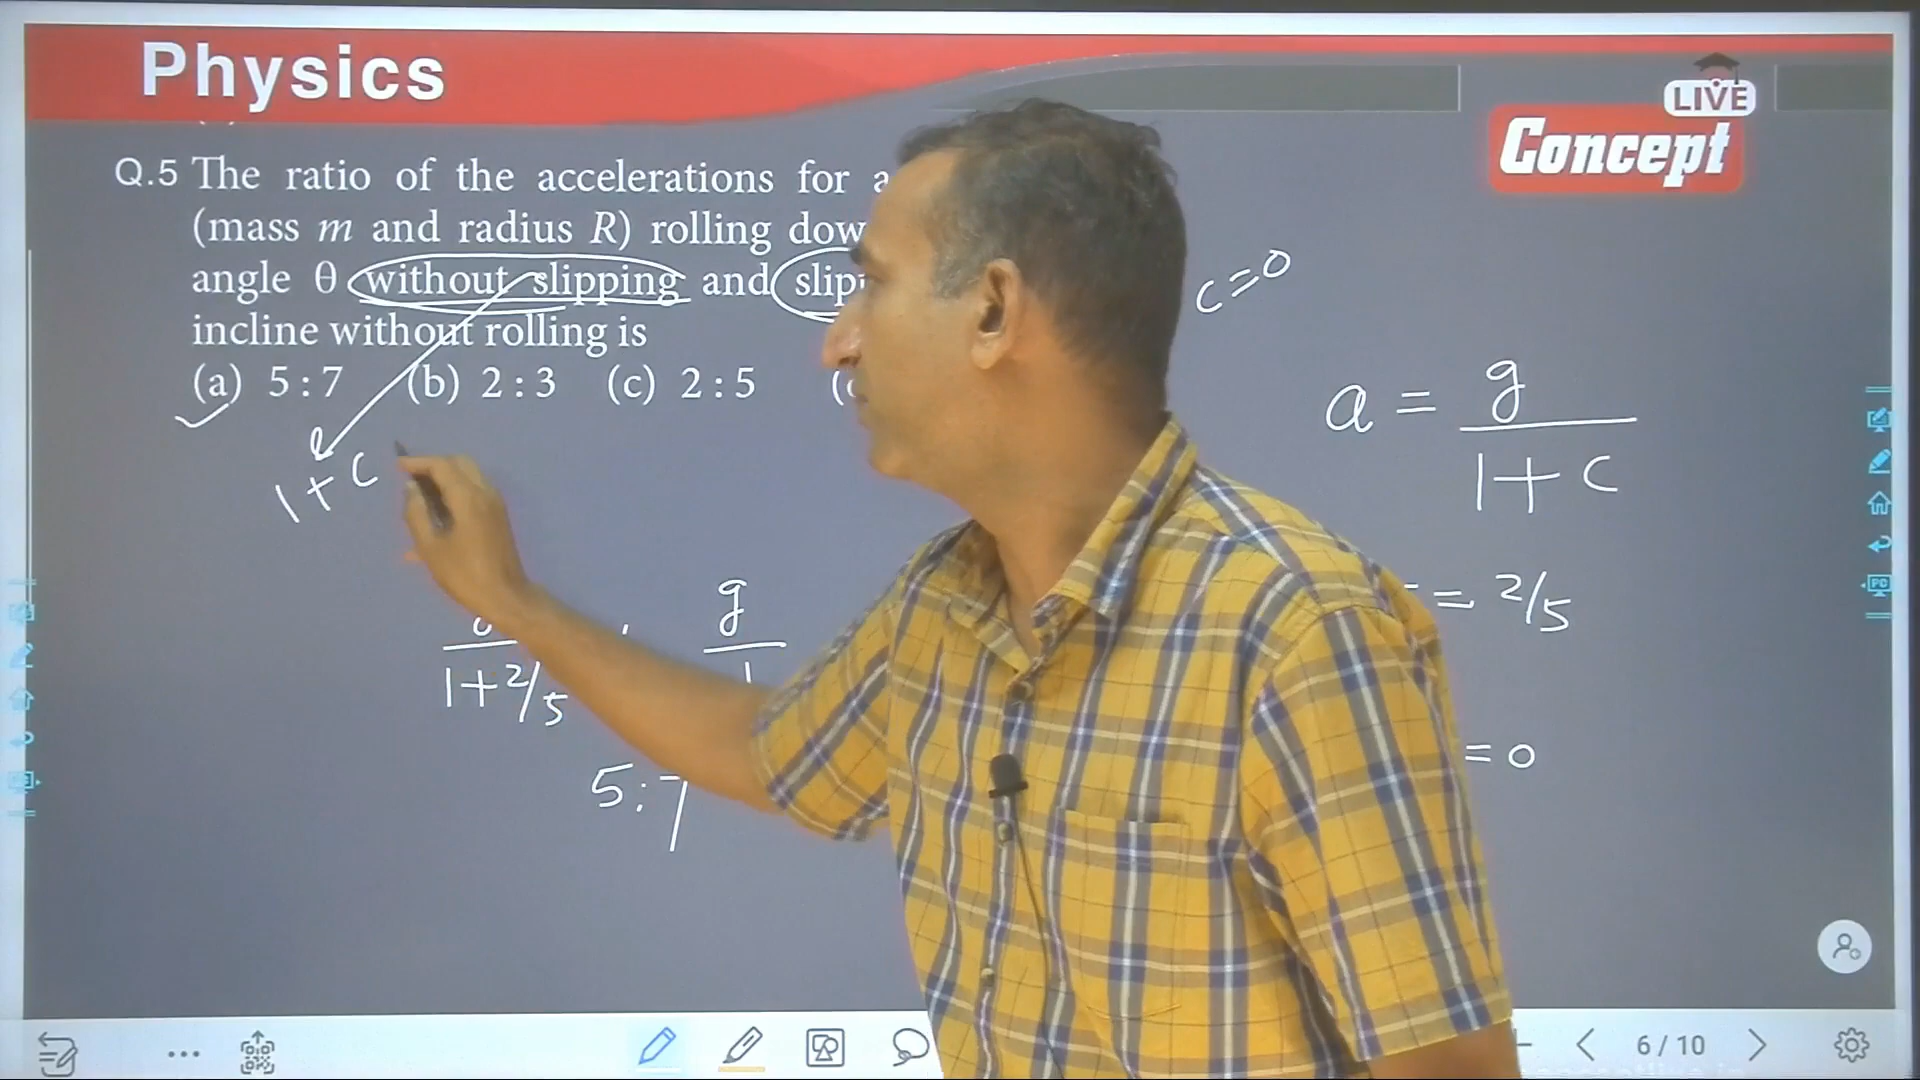 Physics
LIVE
Concept
Q.5 The ratio of the accelerations for a
(mass m and radius R) rolling dow
angle θ without slipping and slip
incline without rolling is
(a) 5 : 7 (b) 2 : 3 (c) 2 : 5
c = 0
a = g / 1 + c
1 + c
= 2/5
1 + 2/5
g / 1
= 0
5 : 7
6 / 10